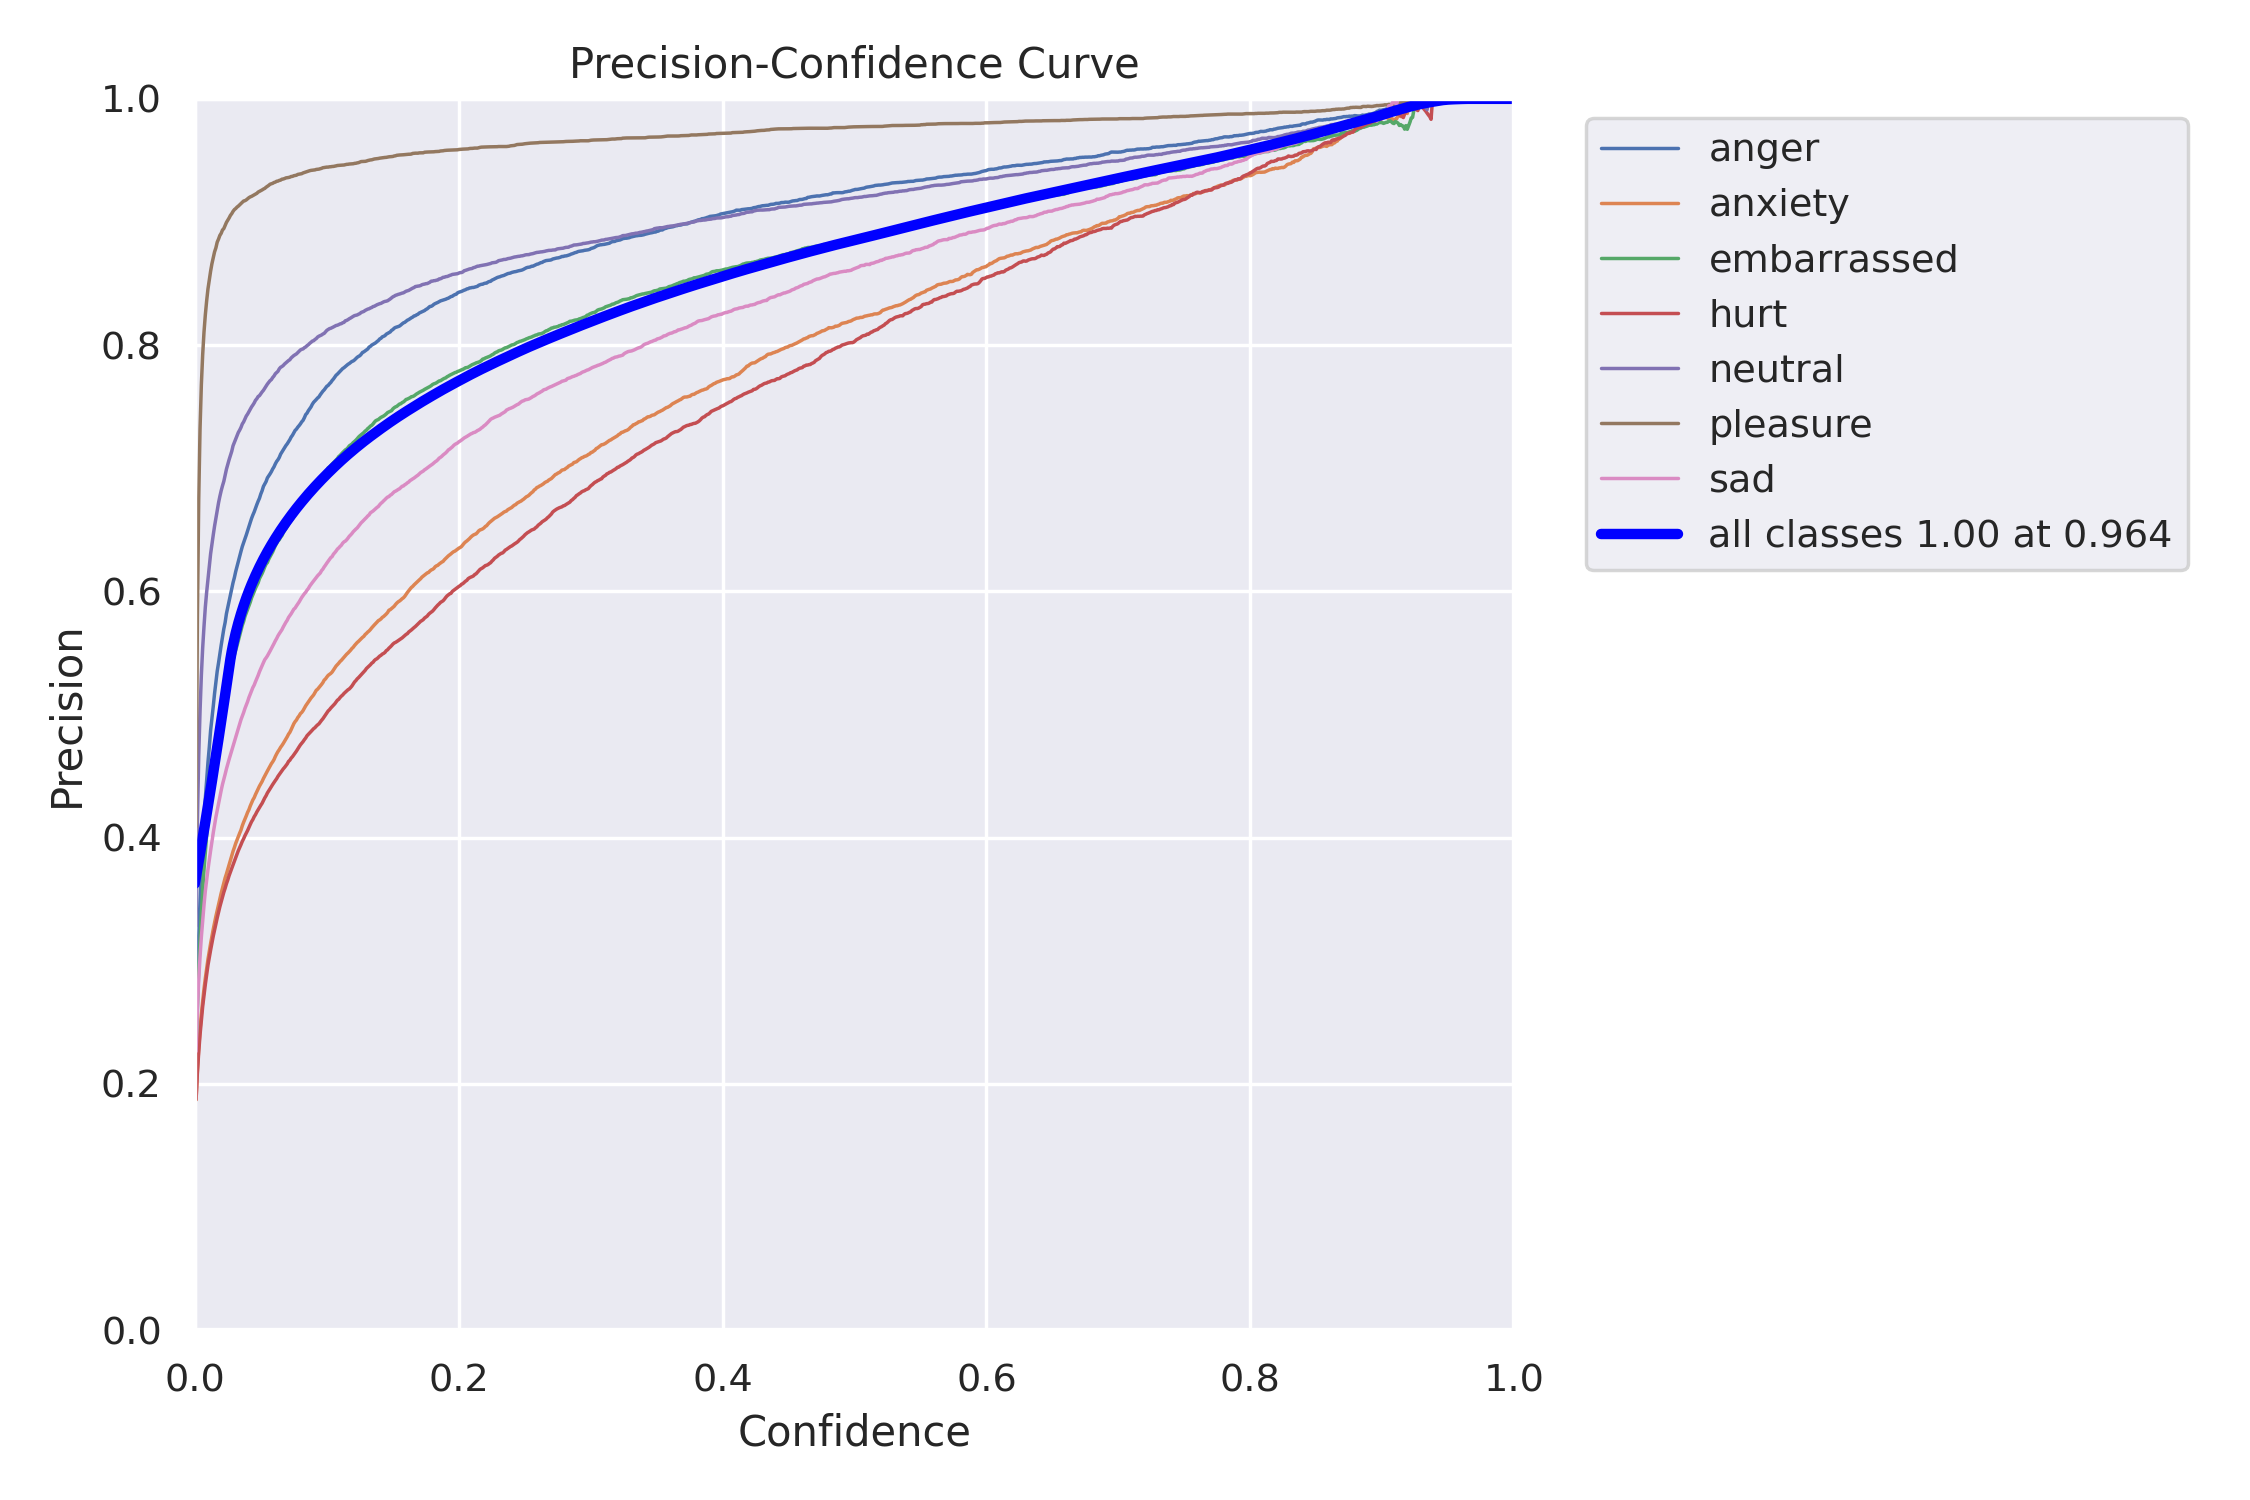 Precision-Confidence Curve
1.0
0.8
0.6
0.4
0.2
0.0
Precision
0.0 0.2 0.4 0.6 0.8 1.0
Confidence
anger
anxiety
embarrassed
hurt
neutral
pleasure
sad
all classes 1.00 at 0.964